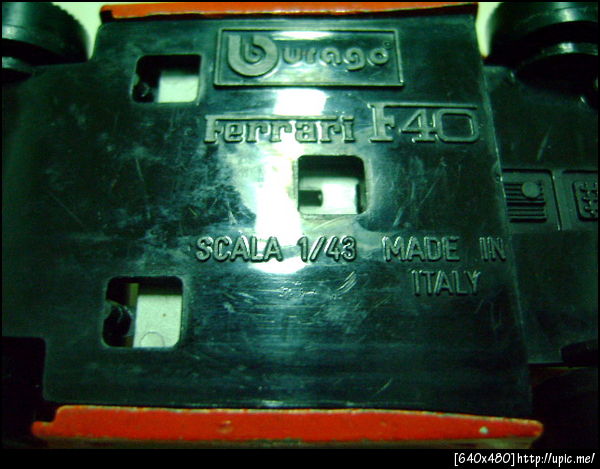 Burago
Ferrari F40
SCALA 1/43 MADE IN
ITALY
[640x480]http://upic.me/